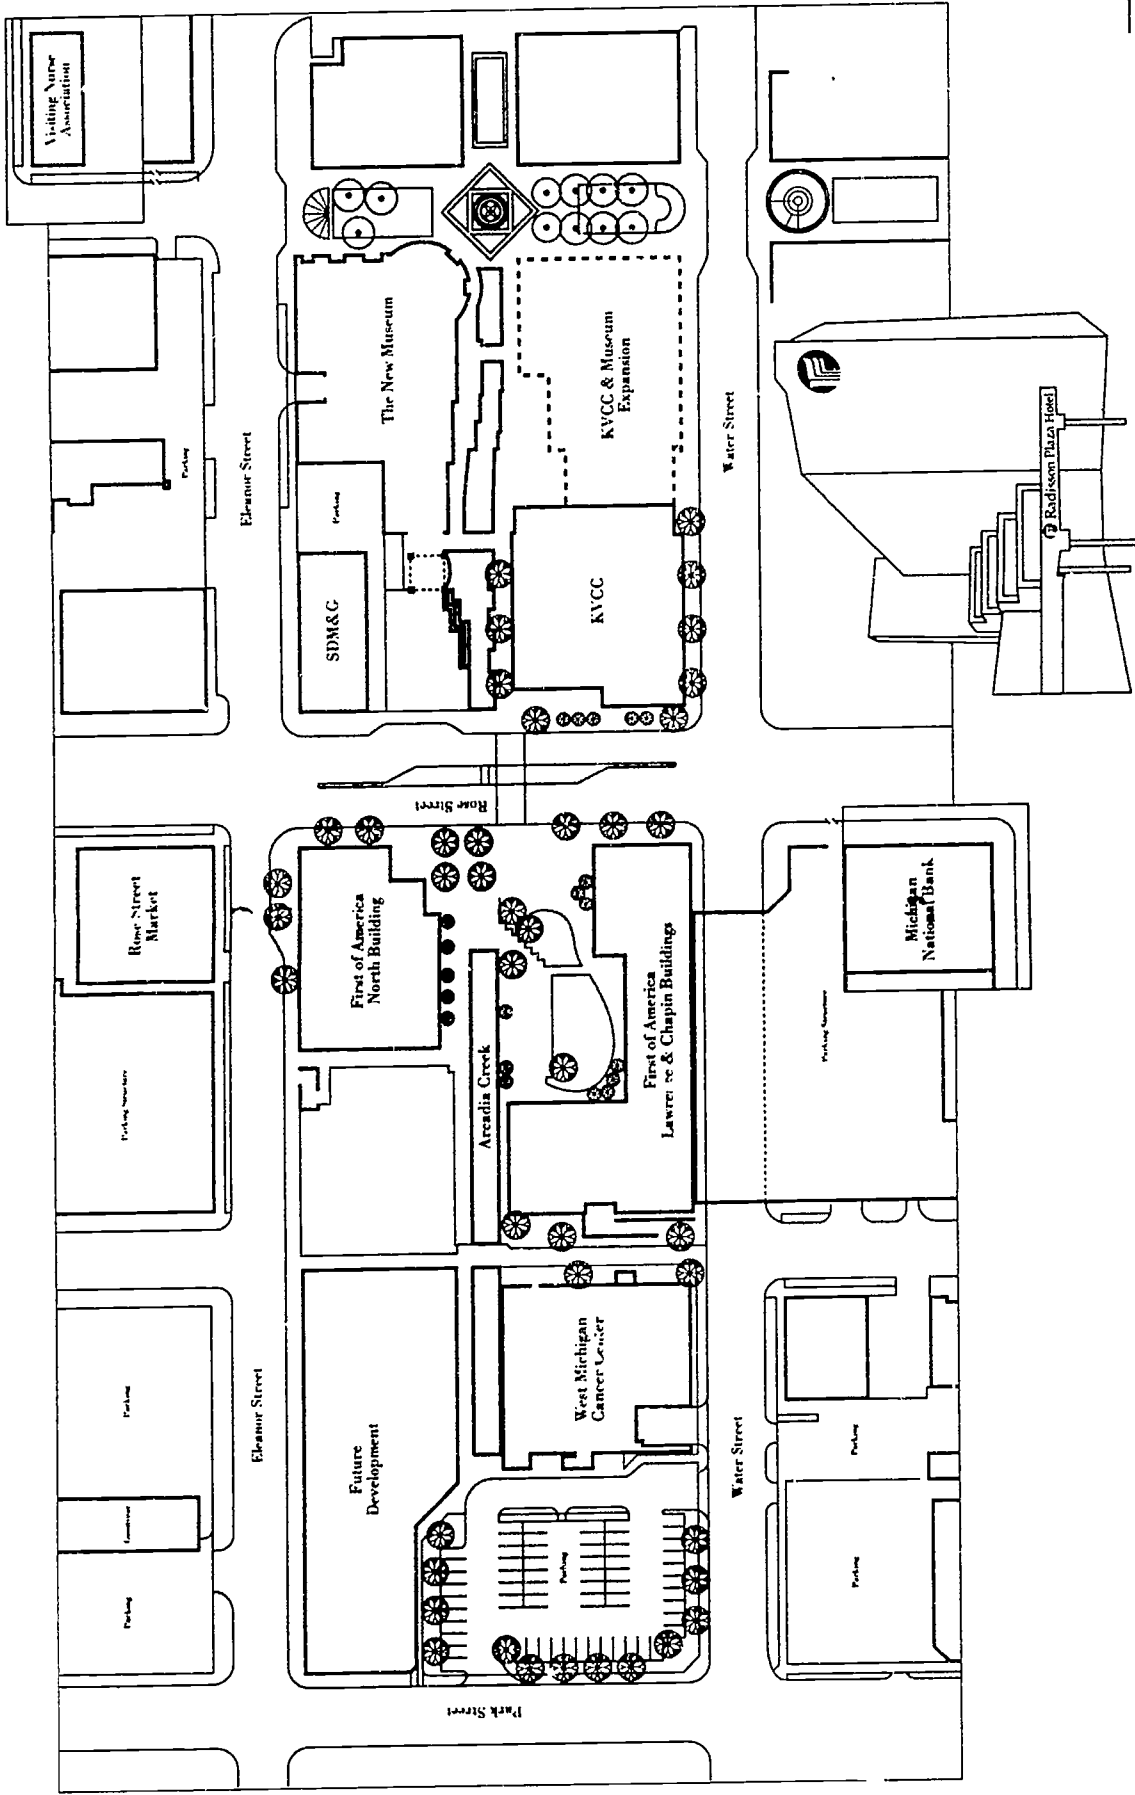 Visiting Nurse
Association
Parking
Eleanor Street
The New Museum
Parking
SDM&G
KVCC & Museum
Expansion
KVCC
Water Street
Radisson Plaza Hotel
Rose Street
Rose Street
Market
Parking Structure
First of America
North Building
Arcadia Creek
First of America
Lawrence & Chapin Buildings
Michigan
National Bank
Parking Structure
Parking
Parking
Eleanor Street
Future
Development
West Michigan
Cancer Center
Parking
Water Street
Parking
Parking
Park Street